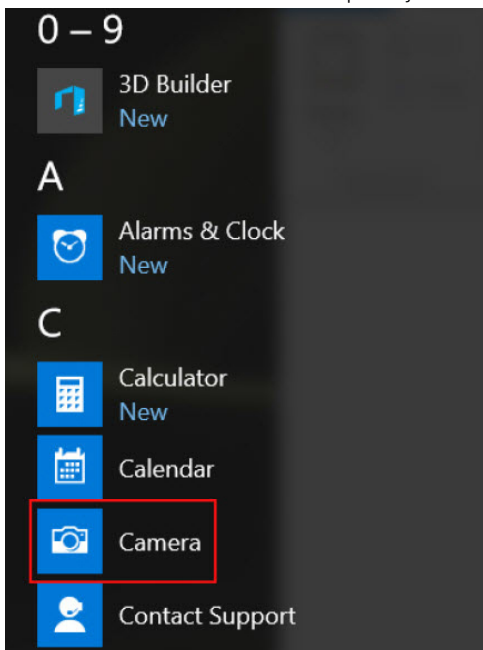 0 – 9
3D Builder
New
A
Alarms & Clock
New
C
Calculator
New
Calendar
Camera
Contact Support